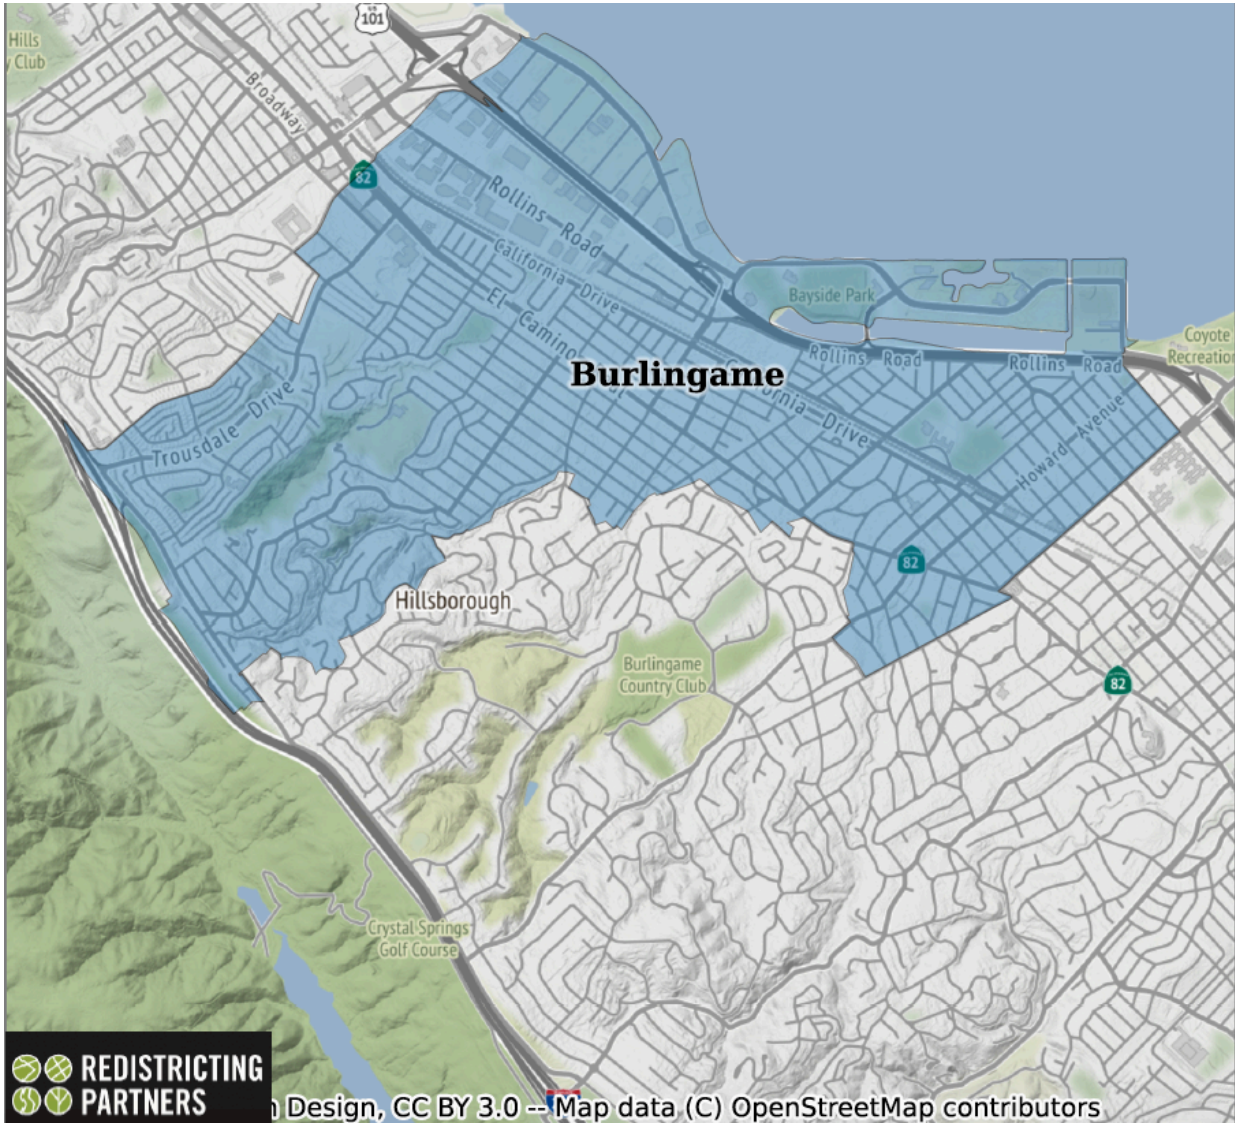 US
101
Hills
y Club
Broadway
82
Rollins Road
California Drive
El Camino
Bayside Park
Coyote
Recreation
Rollins Road
Rollins Road
Burlingame
California Drive
Trousdale Drive
Howard Avenue
82
Hillsborough
Burlingame
Country Club
82
Crystal Springs
Golf Course
REDISTRICTING
PARTNERS
n Design, CC BY 3.0 -- Map data (C) OpenStreetMap contributors